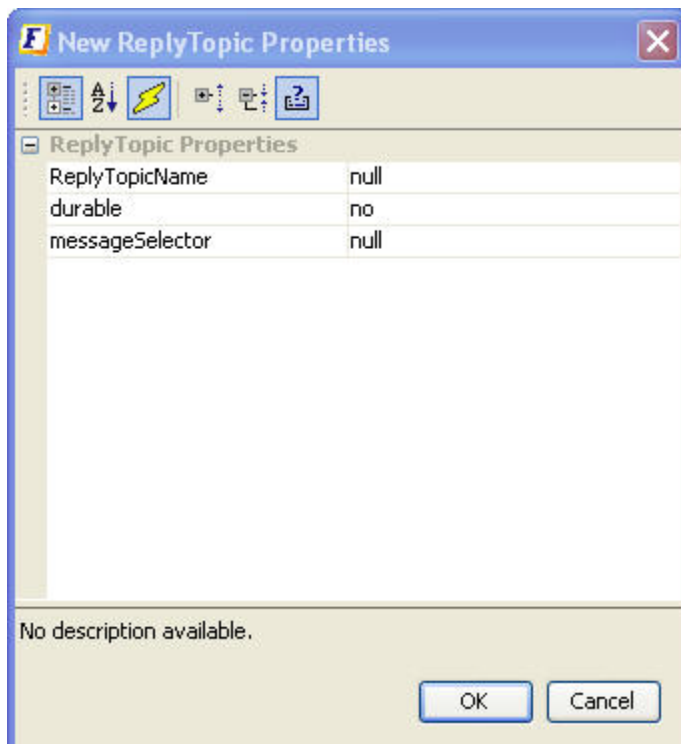 New ReplyTopic Properties
ReplyTopic Properties
ReplyTopicName null
durable no
messageSelector null
No description available.
OK Cancel